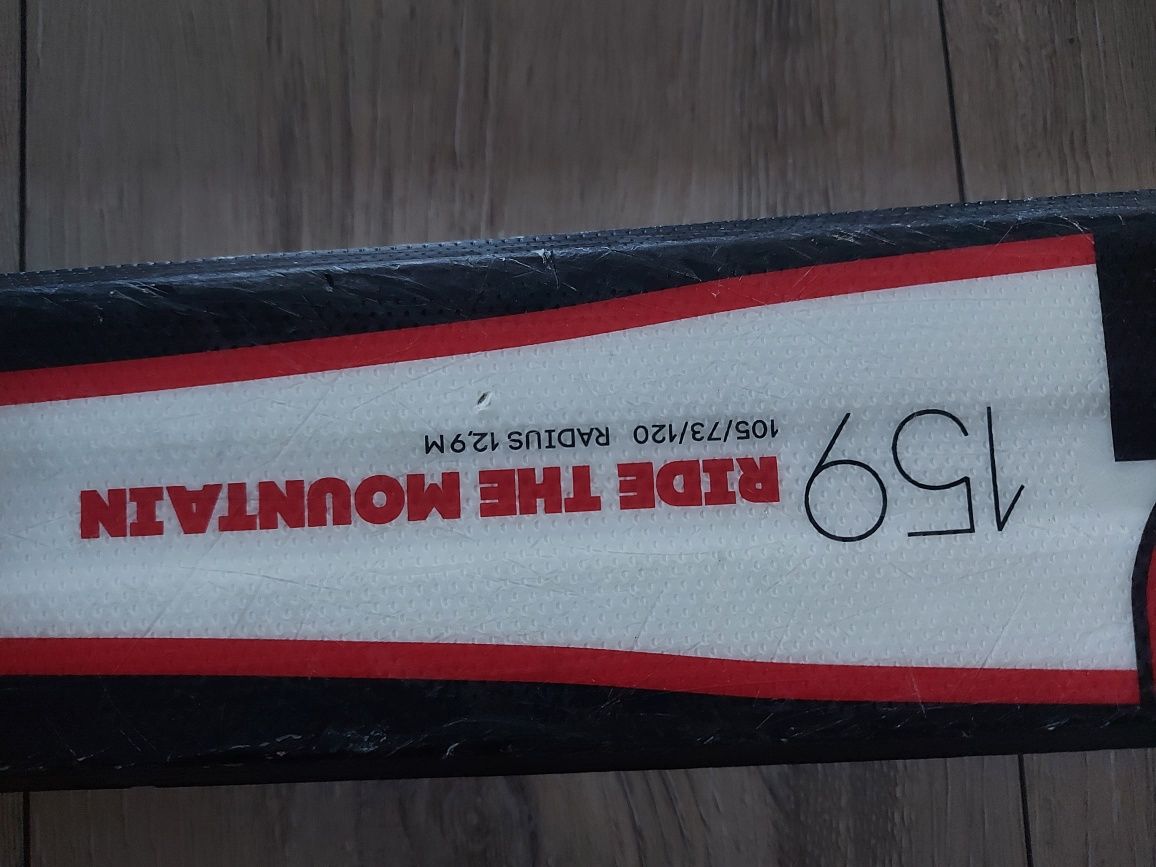 159
RIDE THE MOUNTAIN
105/73/120 RADIUS 12,9M